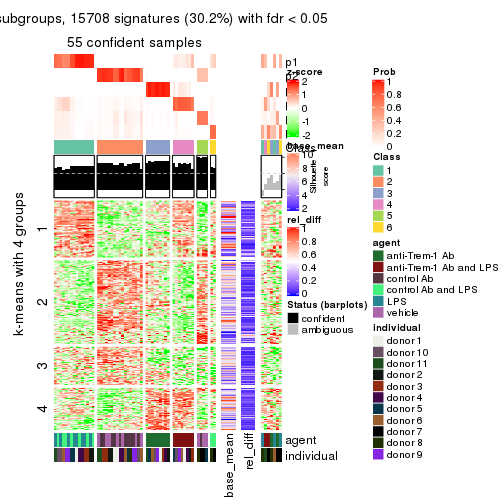 subgroups, 15708 signatures (30.2%) with fdr < 0.05
55 confident samples
p1
p2
z-score
2
1
0
-1
-2
Class
base_mean
10
8
6
4
2
Silhouette
score
rel_diff
1
0.8
0.6
0.4
0.2
0
Status (barplots)
confident
ambiguous
Prob
1
0.8
0.6
0.4
0.2
0
Class
1
2
3
4
5
6
agent
anti-Trem-1 Ab
anti-Trem-1 Ab and LPS
control Ab
control Ab and LPS
LPS
vehicle
individual
donor 1
donor 10
donor 11
donor 2
donor 3
donor 4
donor 5
donor 6
donor 7
donor 8
donor 9
k-means with 4 groups
1
2
3
4
agent
individual
base_mean
rel_diff